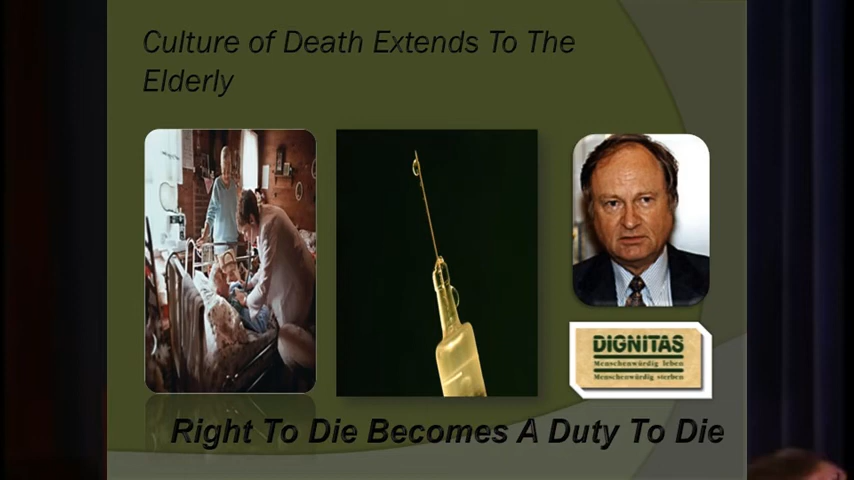 Culture of Death Extends To The
Elderly
DIGNITAS
Menschenwürdig leben
Menschenwürdig sterben
Right To Die Becomes A Duty To Die